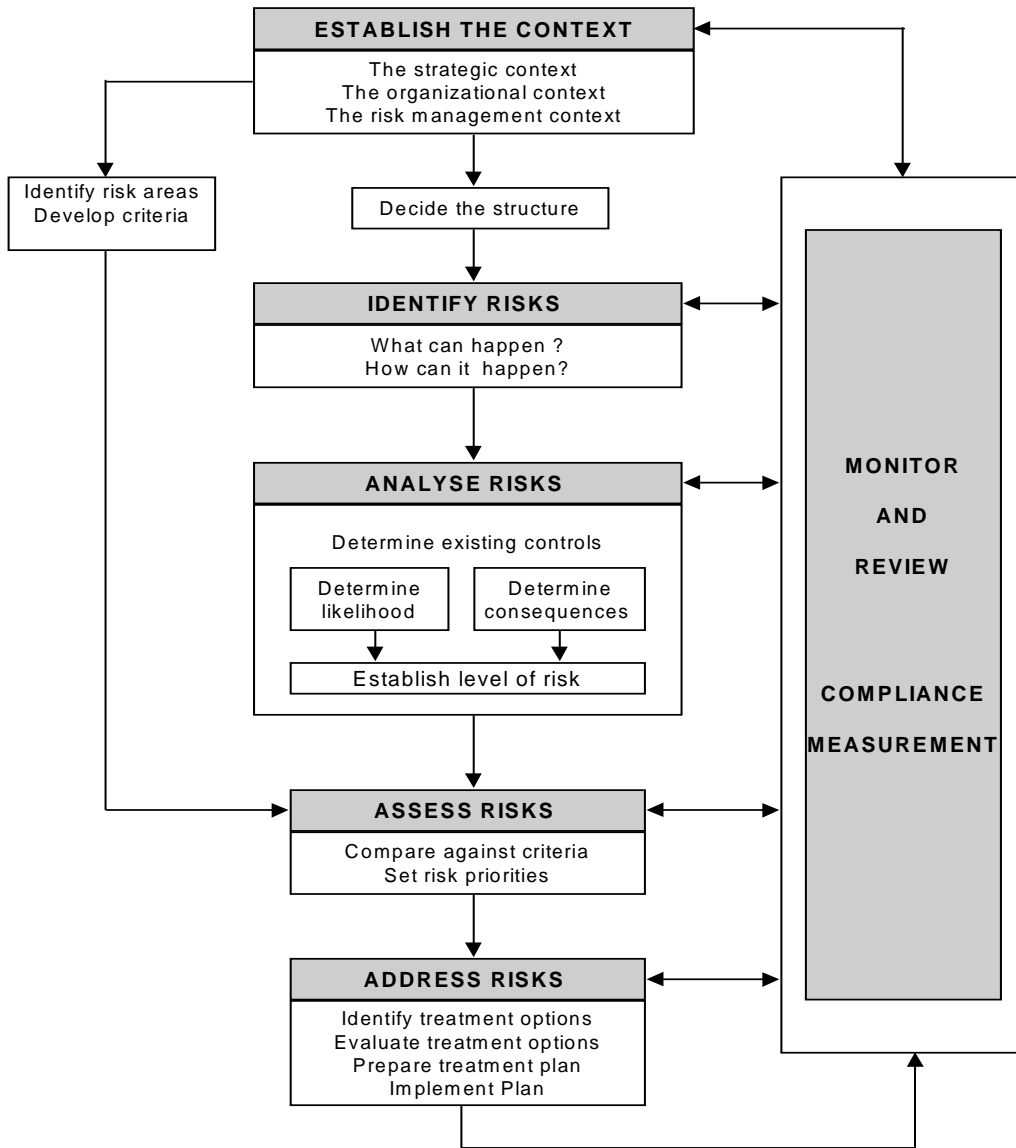 ESTABLISH THE CONTEXT
The strategic context
The organizational context
The risk management context
Identify risk areas
Develop criteria
Decide the structure
IDENTIFY RISKS
What can happen ?
How can it happen?
ANALYSE RISKS
Determine existing controls
Determine
likelihood
Determine
consequences
Establish level of risk
ASSESS RISKS
Compare against criteria
Set risk priorities
ADDRESS RISKS
Identify treatment options
Evaluate treatment options
Prepare treatment plan
Implement Plan
MONITOR
AND
REVIEW
COMPLIANCE
MEASUREMENT